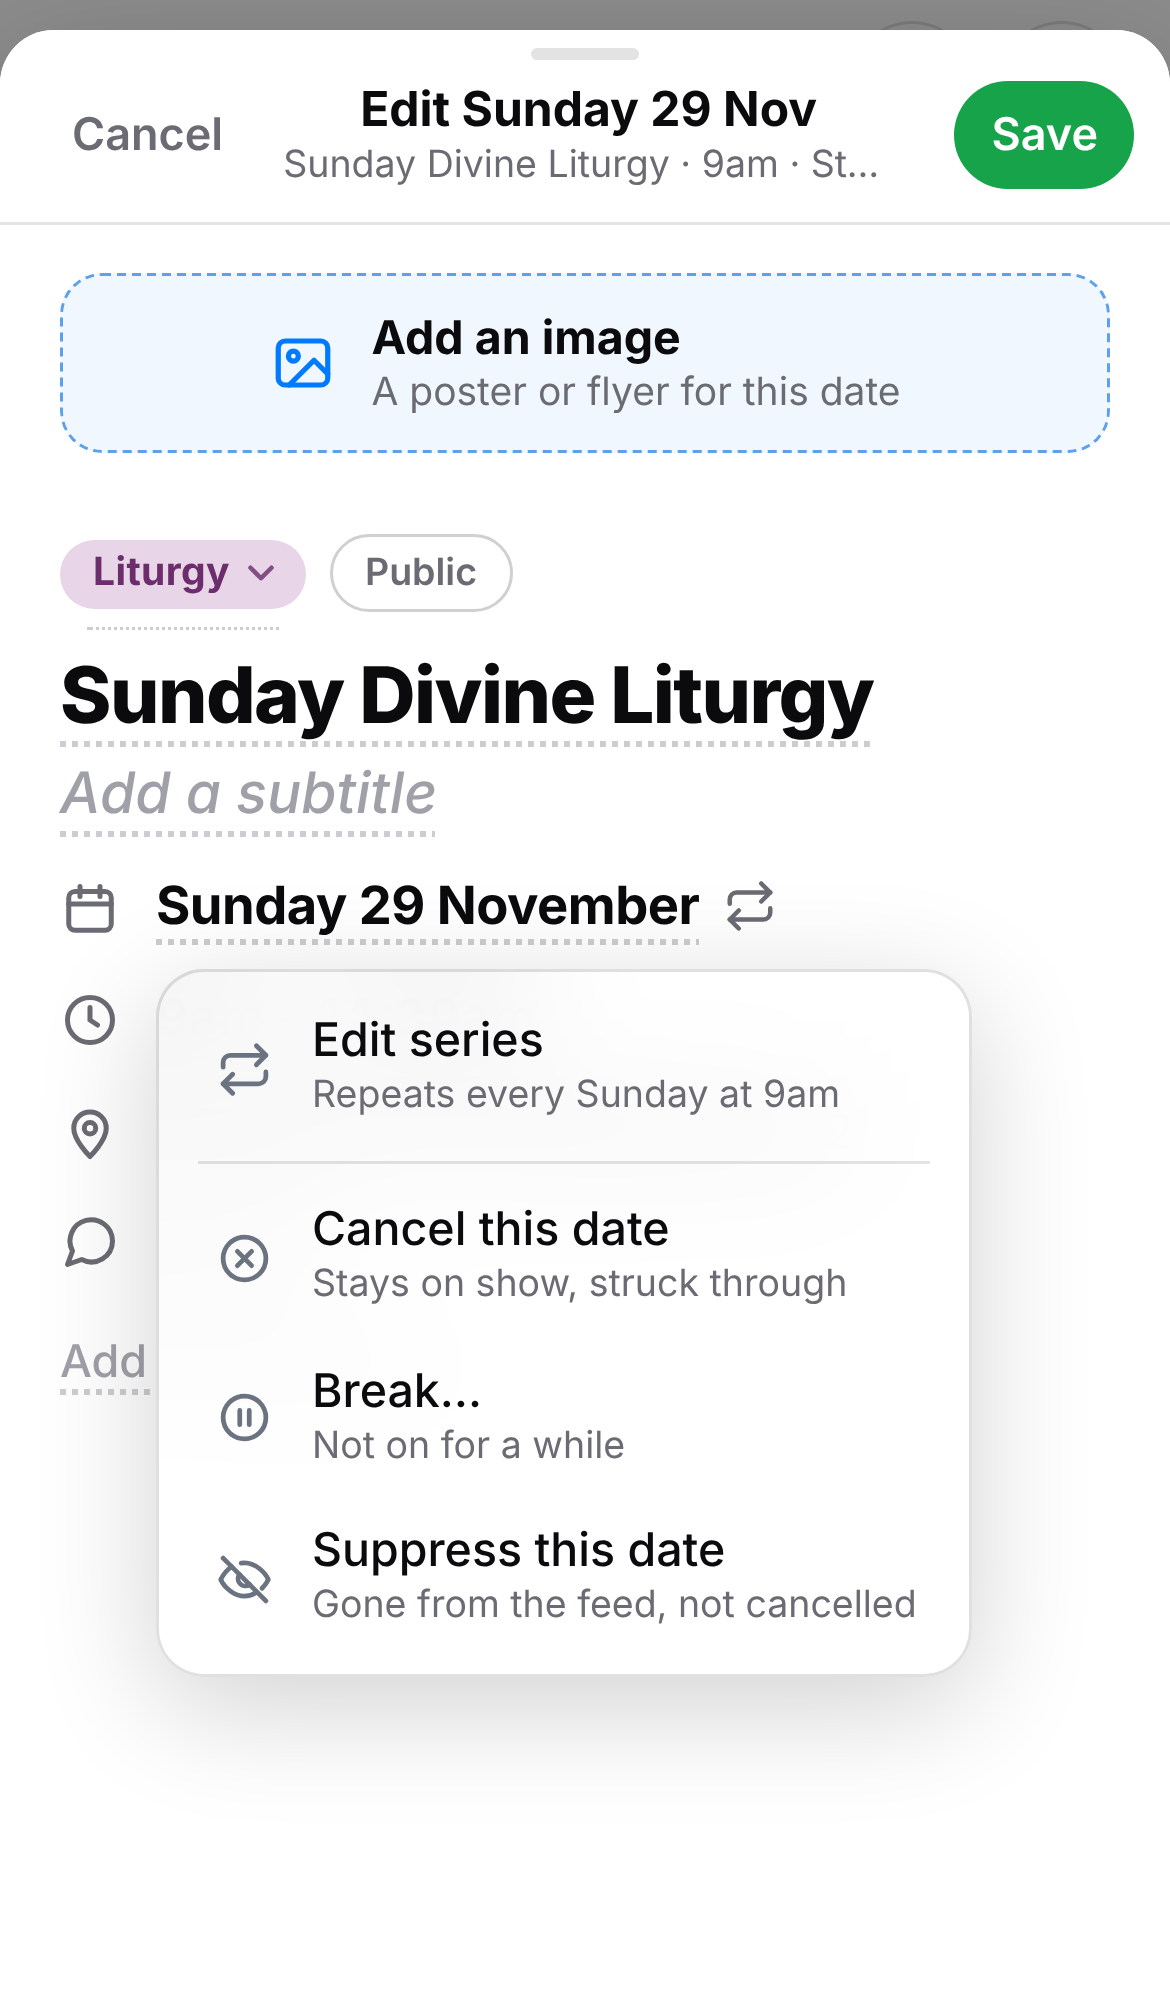 Cancel
Edit Sunday 29 Nov
Sunday Divine Liturgy · 9am · St...
Save
Add an image
A poster or flyer for this date
Liturgy
Public
Sunday Divine Liturgy
Add a subtitle
Sunday 29 November
Edit series
Repeats every Sunday at 9am
Cancel this date
Stays on show, struck through
Add
Break...
Not on for a while
Suppress this date
Gone from the feed, not cancelled